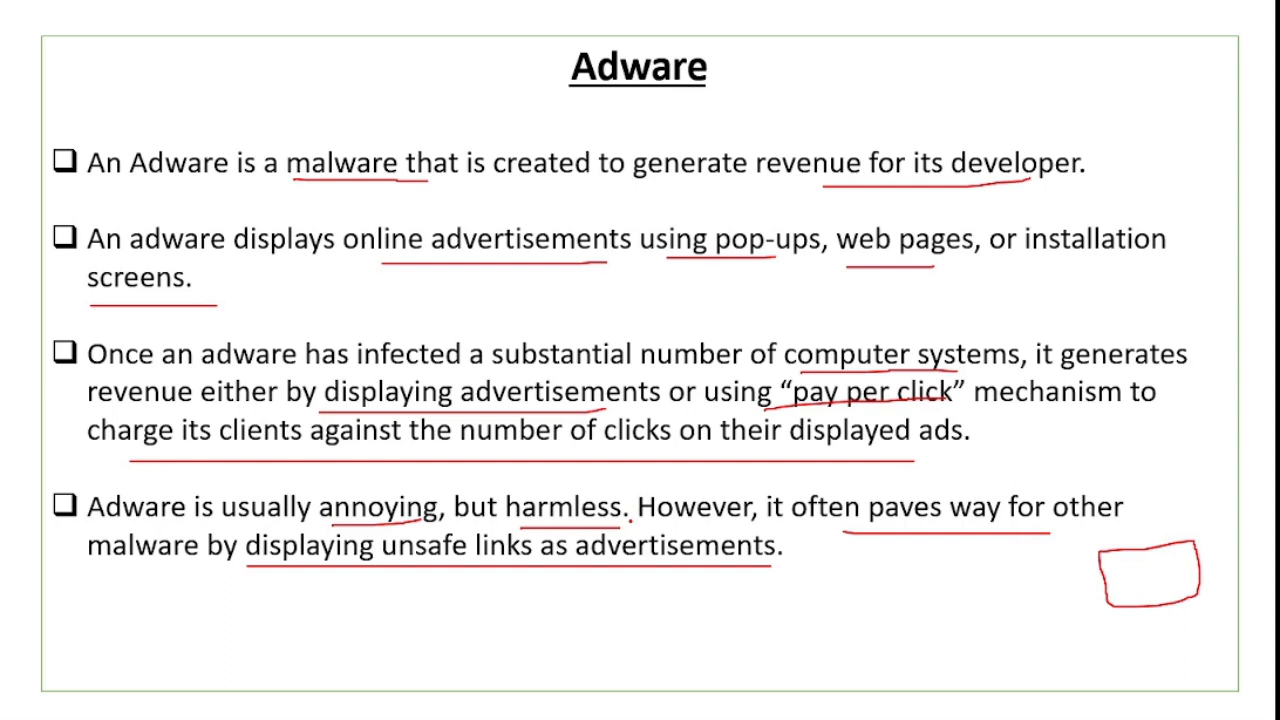 Adware
❑ An Adware is a malware that is created to generate revenue for its developer.
❑ An adware displays online advertisements using pop-ups, web pages, or installation
screens.
❑ Once an adware has infected a substantial number of computer systems, it generates
revenue either by displaying advertisements or using “pay per click” mechanism to
charge its clients against the number of clicks on their displayed ads.
❑ Adware is usually annoying, but harmless. However, it often paves way for other
malware by displaying unsafe links as advertisements.